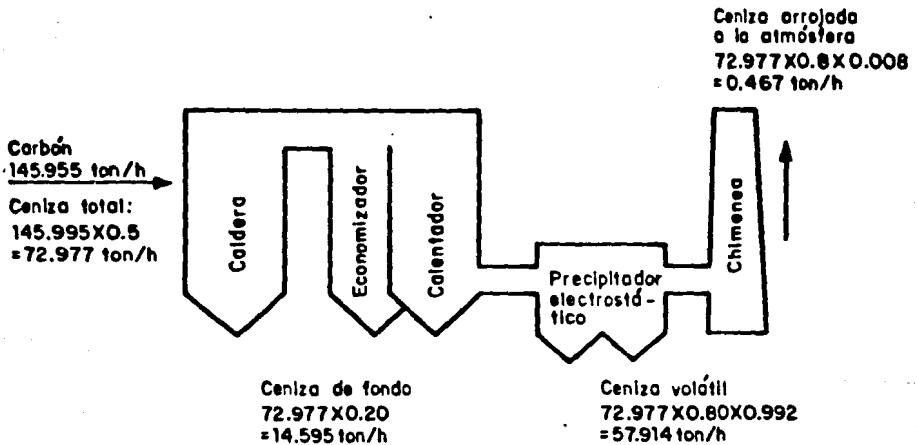 Ceniza arrojada
a la atmósfera
72.977X0.8X0.008
=0.467 ton/h
Carbón
145.955 ton/h
Ceniza total:
145.995X0.5
=72.977 ton/h
Caldera
Economizador
Calentador
Precipitador
electrostá-
tico
Chimenea
Ceniza de fondo
72.977X0.20
=14.595 ton/h
Ceniza volátil
72.977X0.80X0.992
=57.914 ton/h